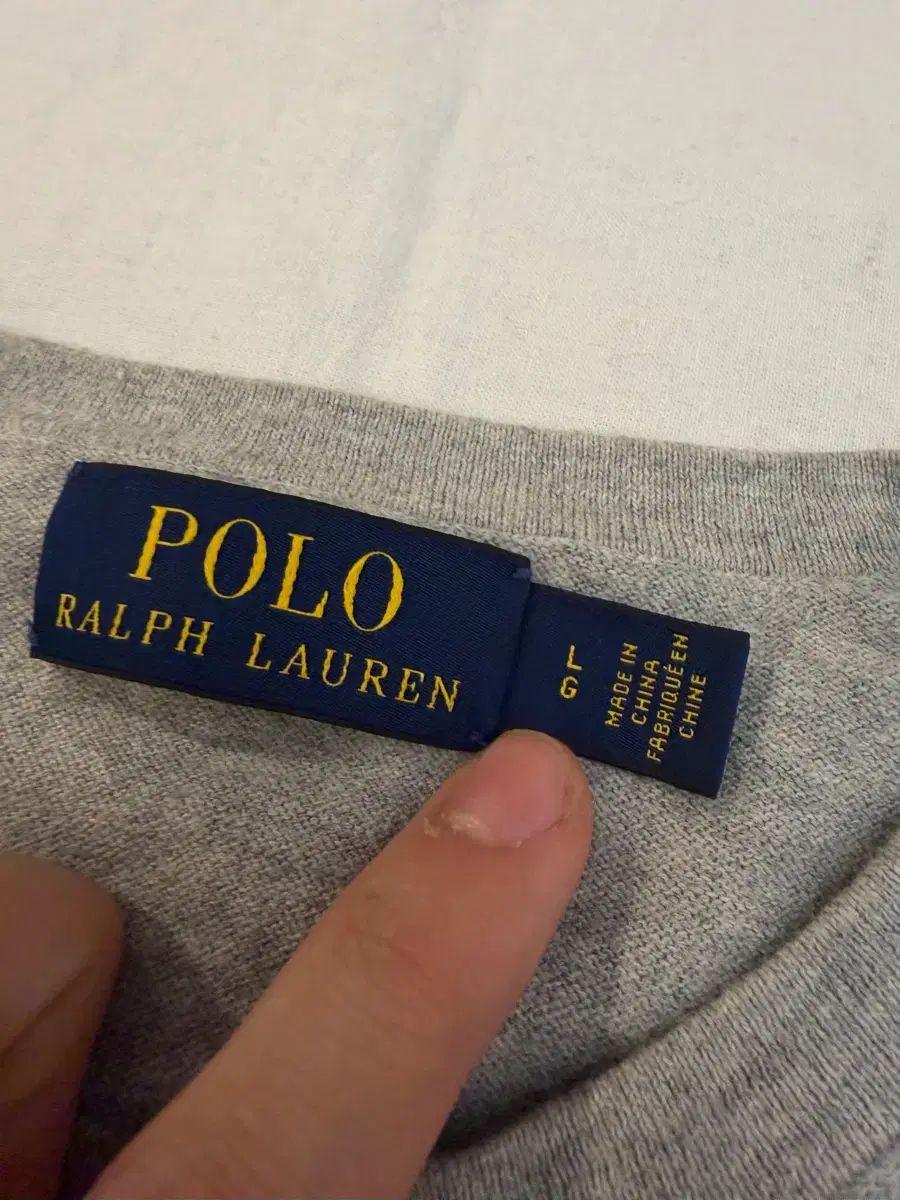 POLO
RALPH LAUREN
L
G
MADE IN
CHINA
FABRIQUÉ EN
CHINE